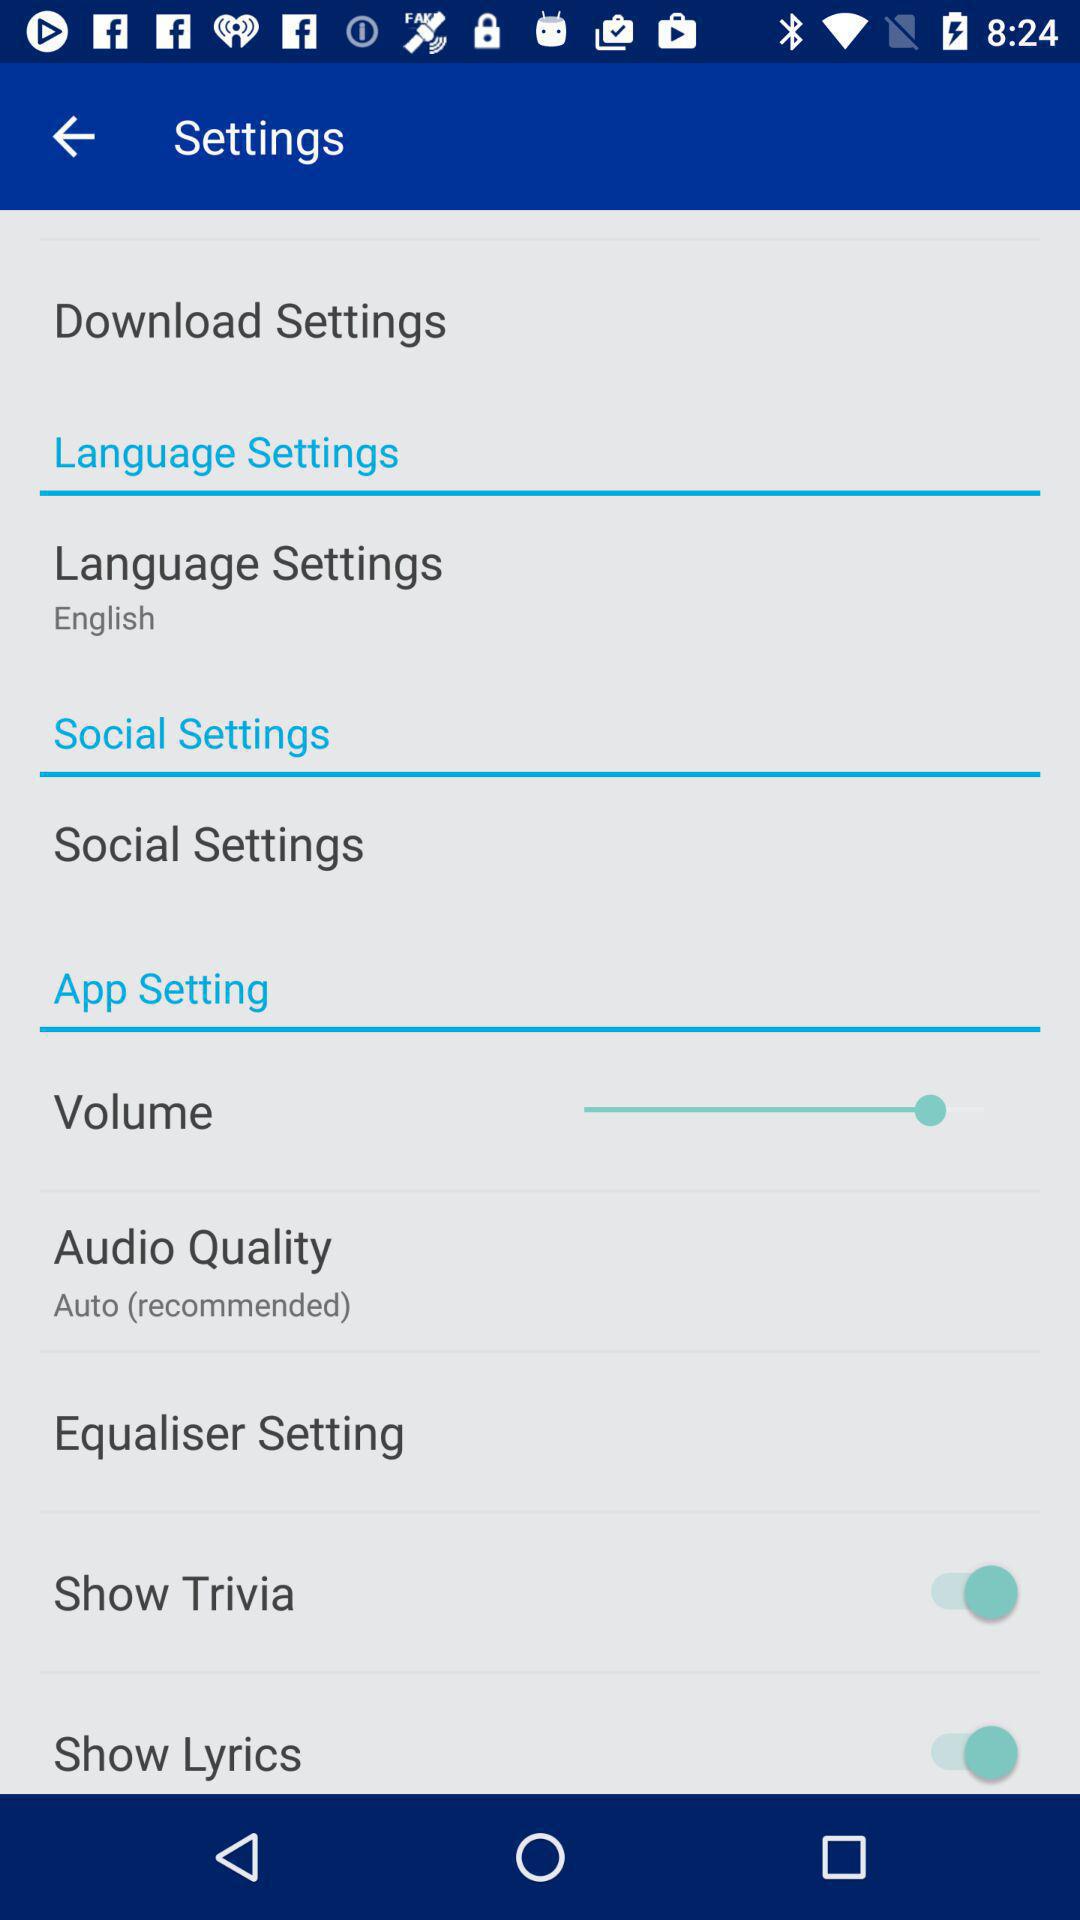 FAKE
8:24
Settings
Download Settings
Language Settings
Language Settings
English
Social Settings
Social Settings
App Setting
Volume
Audio Quality
Auto (recommended)
Equaliser Setting
Show Trivia
Show Lyrics